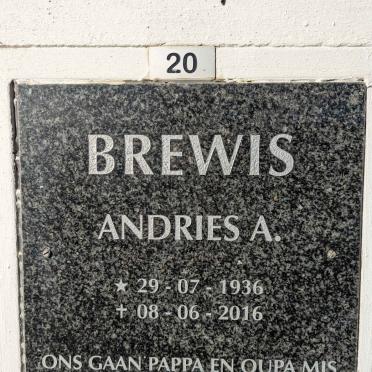 20
BREWIS
ANDRIES A.
★ 29 - 07 - 1936
✝ 08 - 06 - 2016
ONS GAAN PAPPA EN OUPA MIS